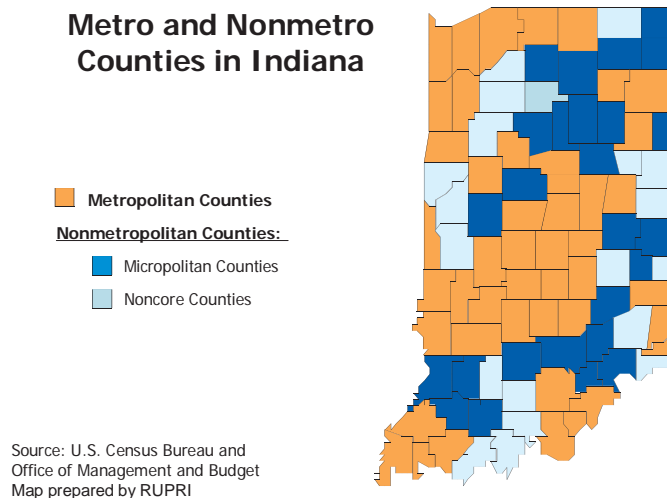 Metro and Nonmetro
Counties in Indiana
Metropolitan Counties
Nonmetropolitan Counties:
Micropolitan Counties
Noncore Counties
Source: U.S. Census Bureau and
Office of Management and Budget
Map prepared by RUPRI